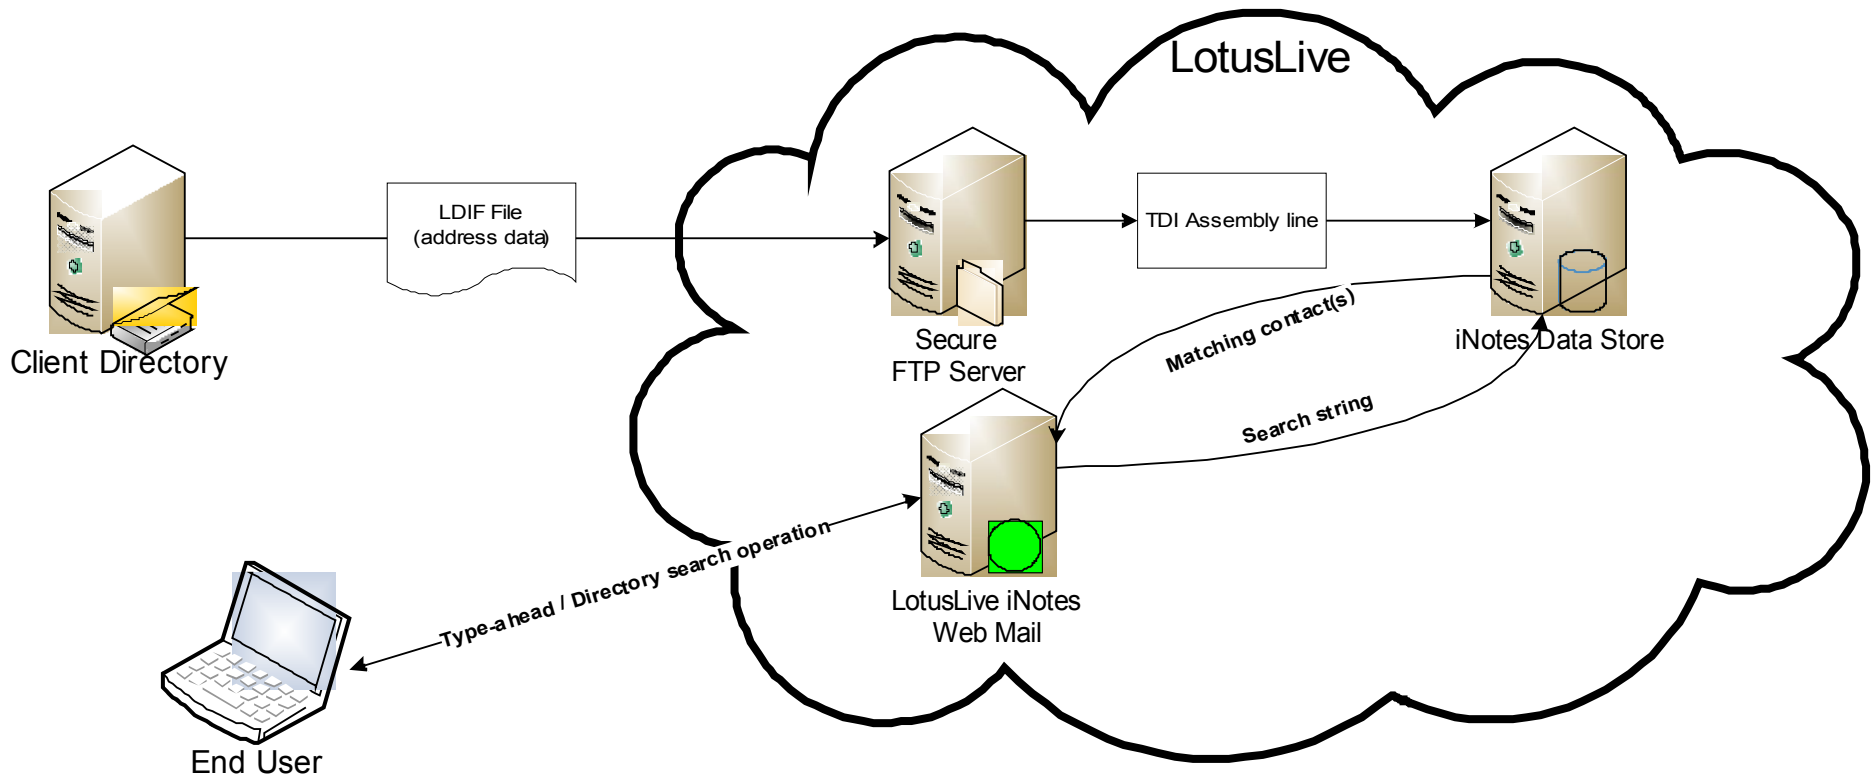 LotusLive
LDIF File
(address data)
TDI Assembly line
Client Directory
Secure
FTP Server
Matching contact(s)
iNotes Data Store
Search string
Type-ahead / Directory search operation
LotusLive iNotes
Web Mail
End User